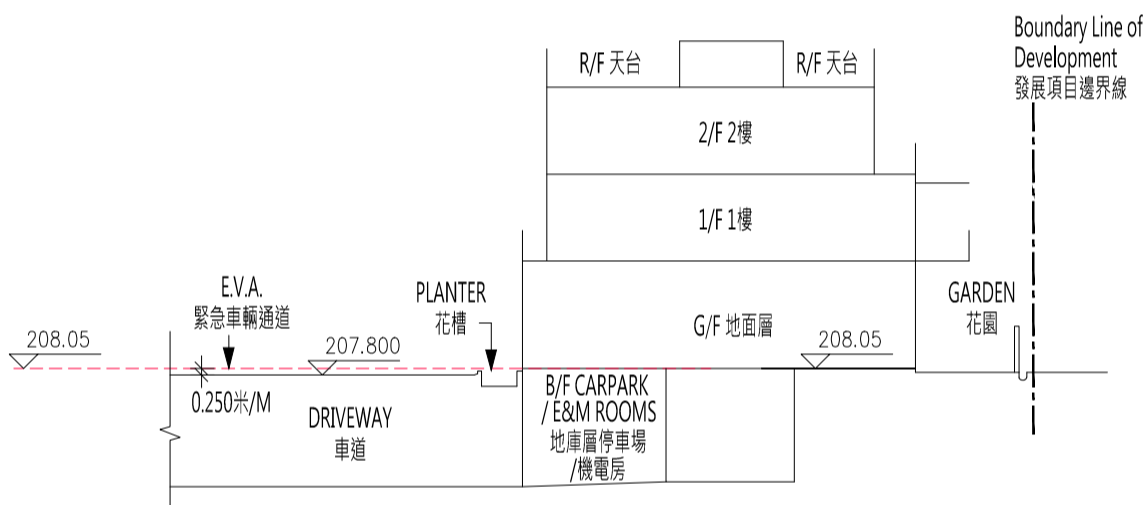 Boundary Line of
Development
發展項目邊界線
R/F 天台
R/F 天台
2/F 2樓
1/F 1樓
E.V.A.
緊急車輛通道
PLANTER
花槽
GARDEN
花園
G/F 地面層
208.05
207.800
208.05
0.250米/M
DRIVEWAY
車道
B/F CARPARK
/ E&M ROOMS
地庫層停車場
/機電房